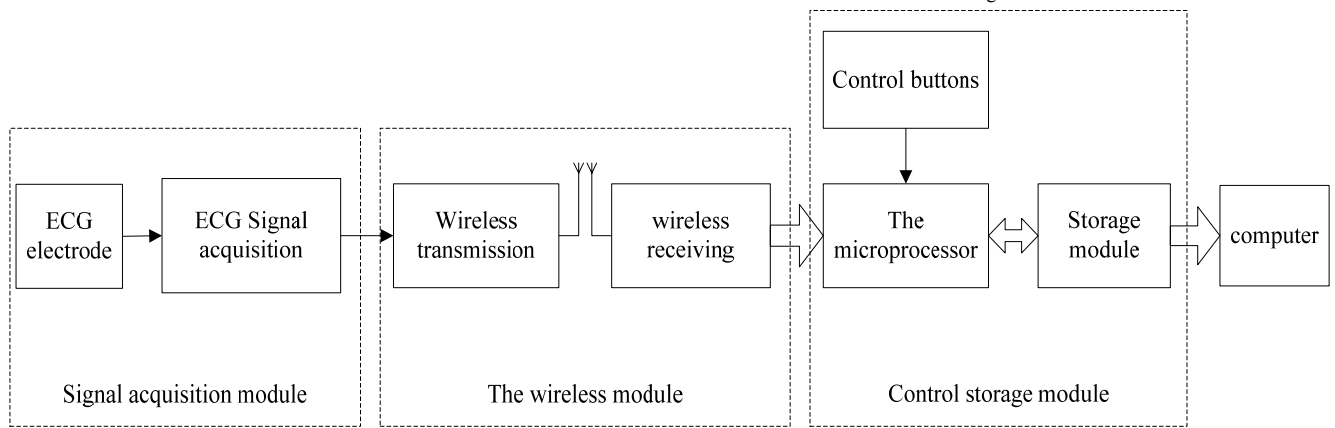 Control buttons
ECG
electrode
ECG Signal
acquisition
Wireless
transmission
wireless
receiving
The
microprocessor
Storage
module
computer
Signal acquisition module
The wireless module
Control storage module